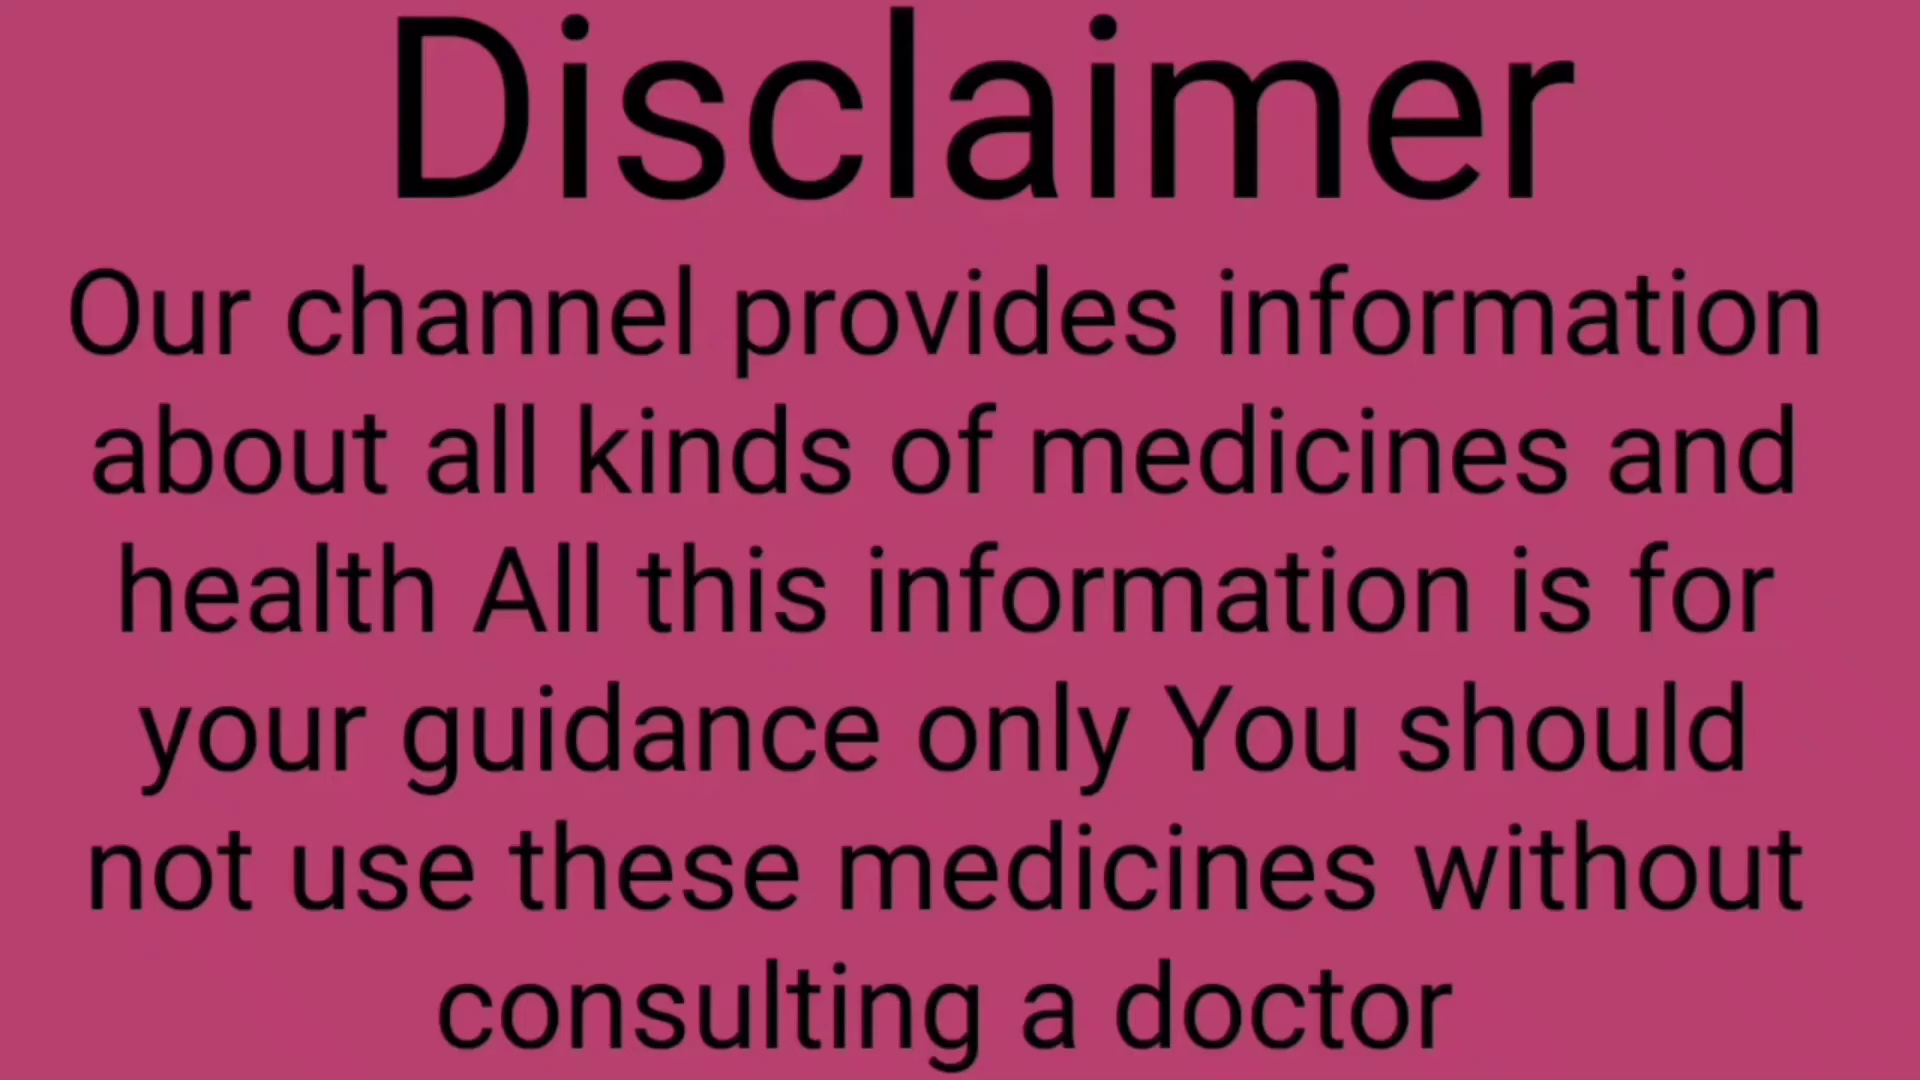 Disclaimer
Our channel provides information
about all kinds of medicines and
health All this information is for
your guidance only You should
not use these medicines without
consulting a doctor